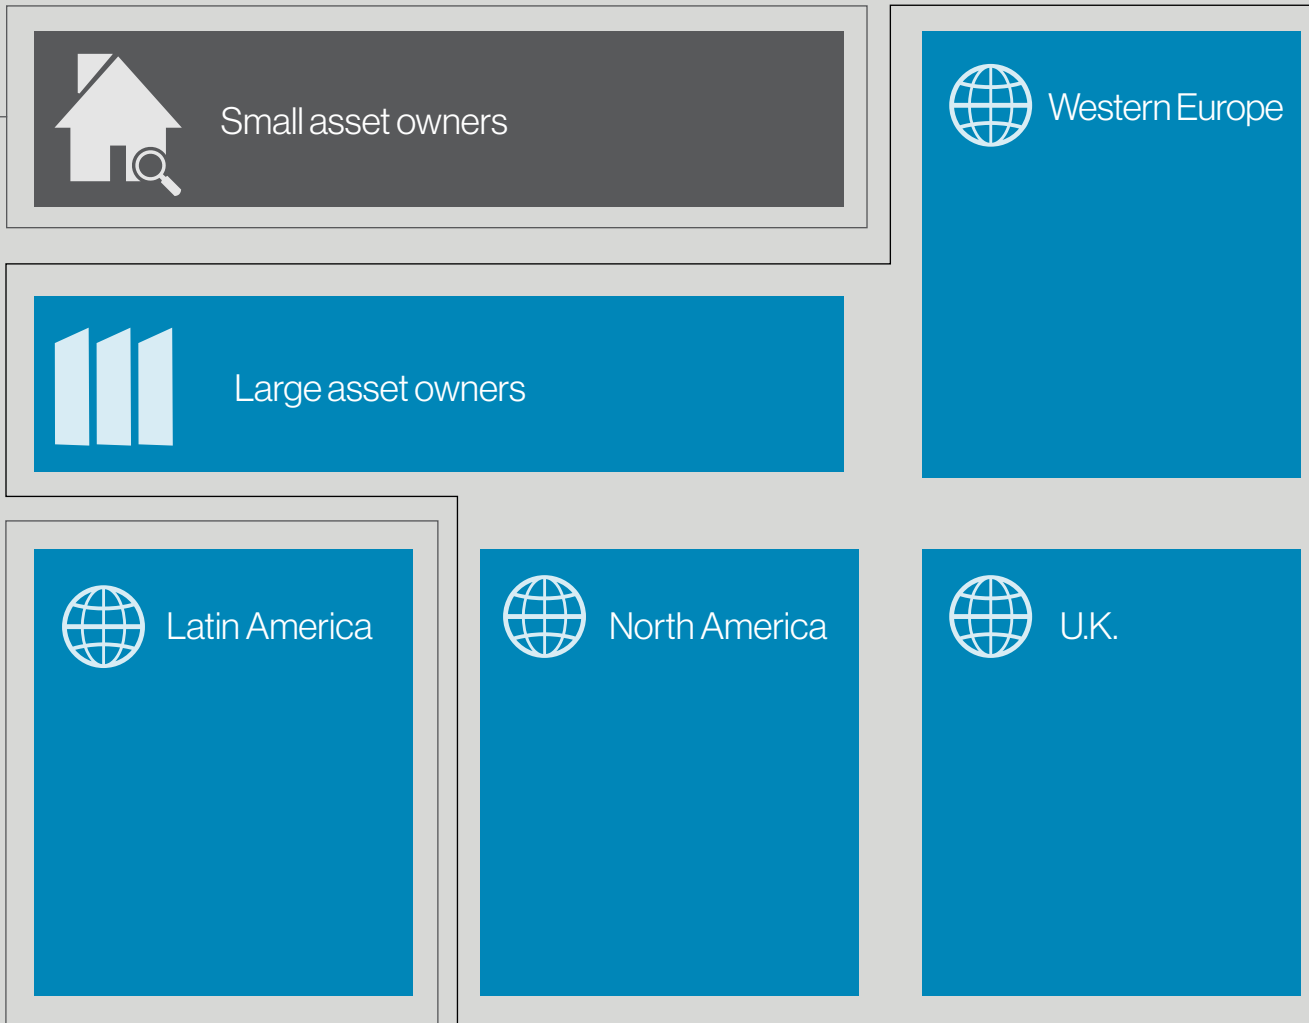 Small asset owners
Western Europe
Large asset owners
Latin America
North America
U.K.